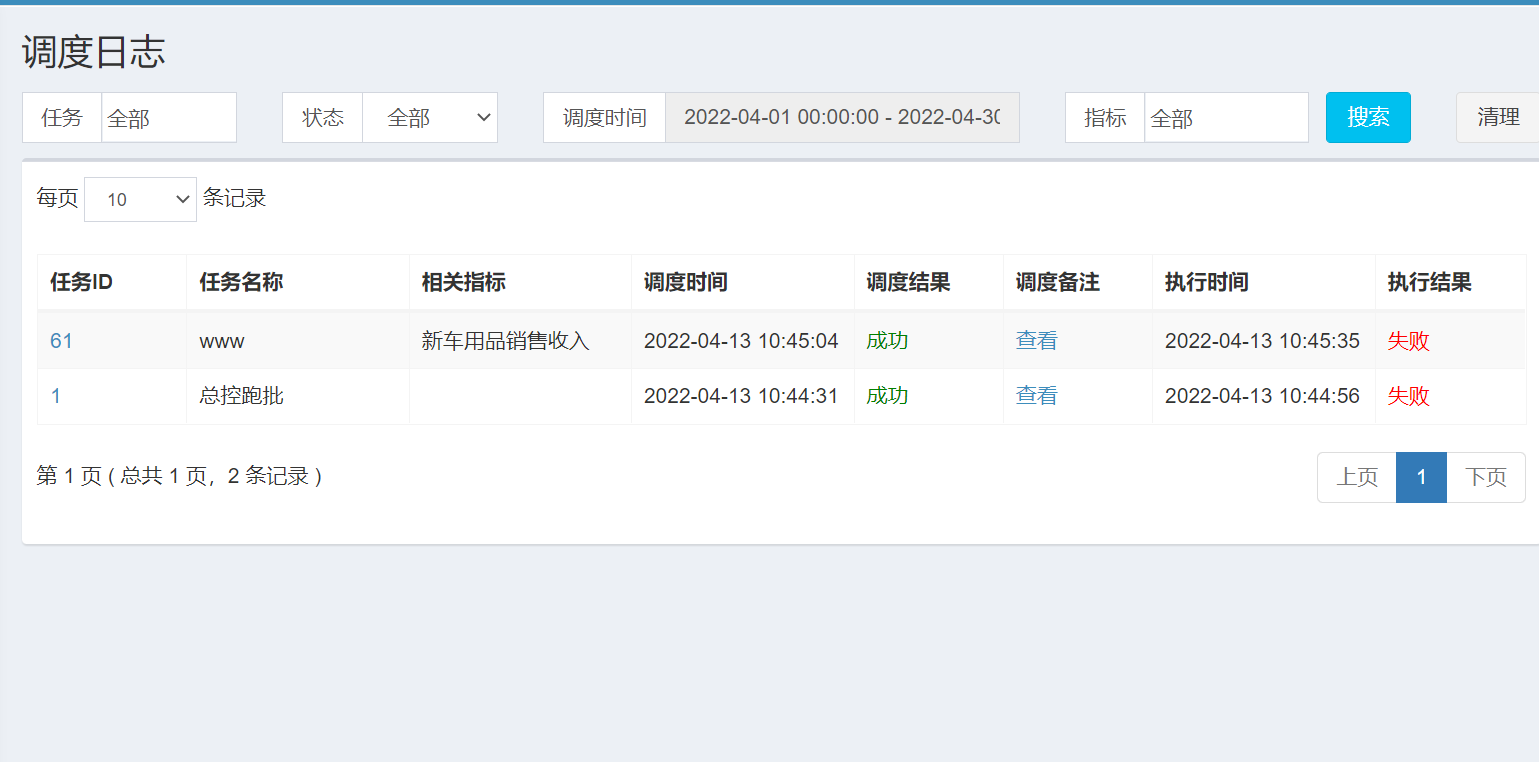 调度日志
任务 全部 状态 全部 调度时间 2022-04-01 00:00:00 - 2022-04-30 指标 全部 搜索 清理
每页 10 条记录
任务ID 任务名称 相关指标 调度时间 调度结果 调度备注 执行时间 执行结果
61 www 新车用品销售收入 2022-04-13 10:45:04 成功 查看 2022-04-13 10:45:35 失败
1 总控跑批 2022-04-13 10:44:31 成功 查看 2022-04-13 10:44:56 失败
第 1 页 ( 总共 1 页，2 条记录 ) 上页 1 下页